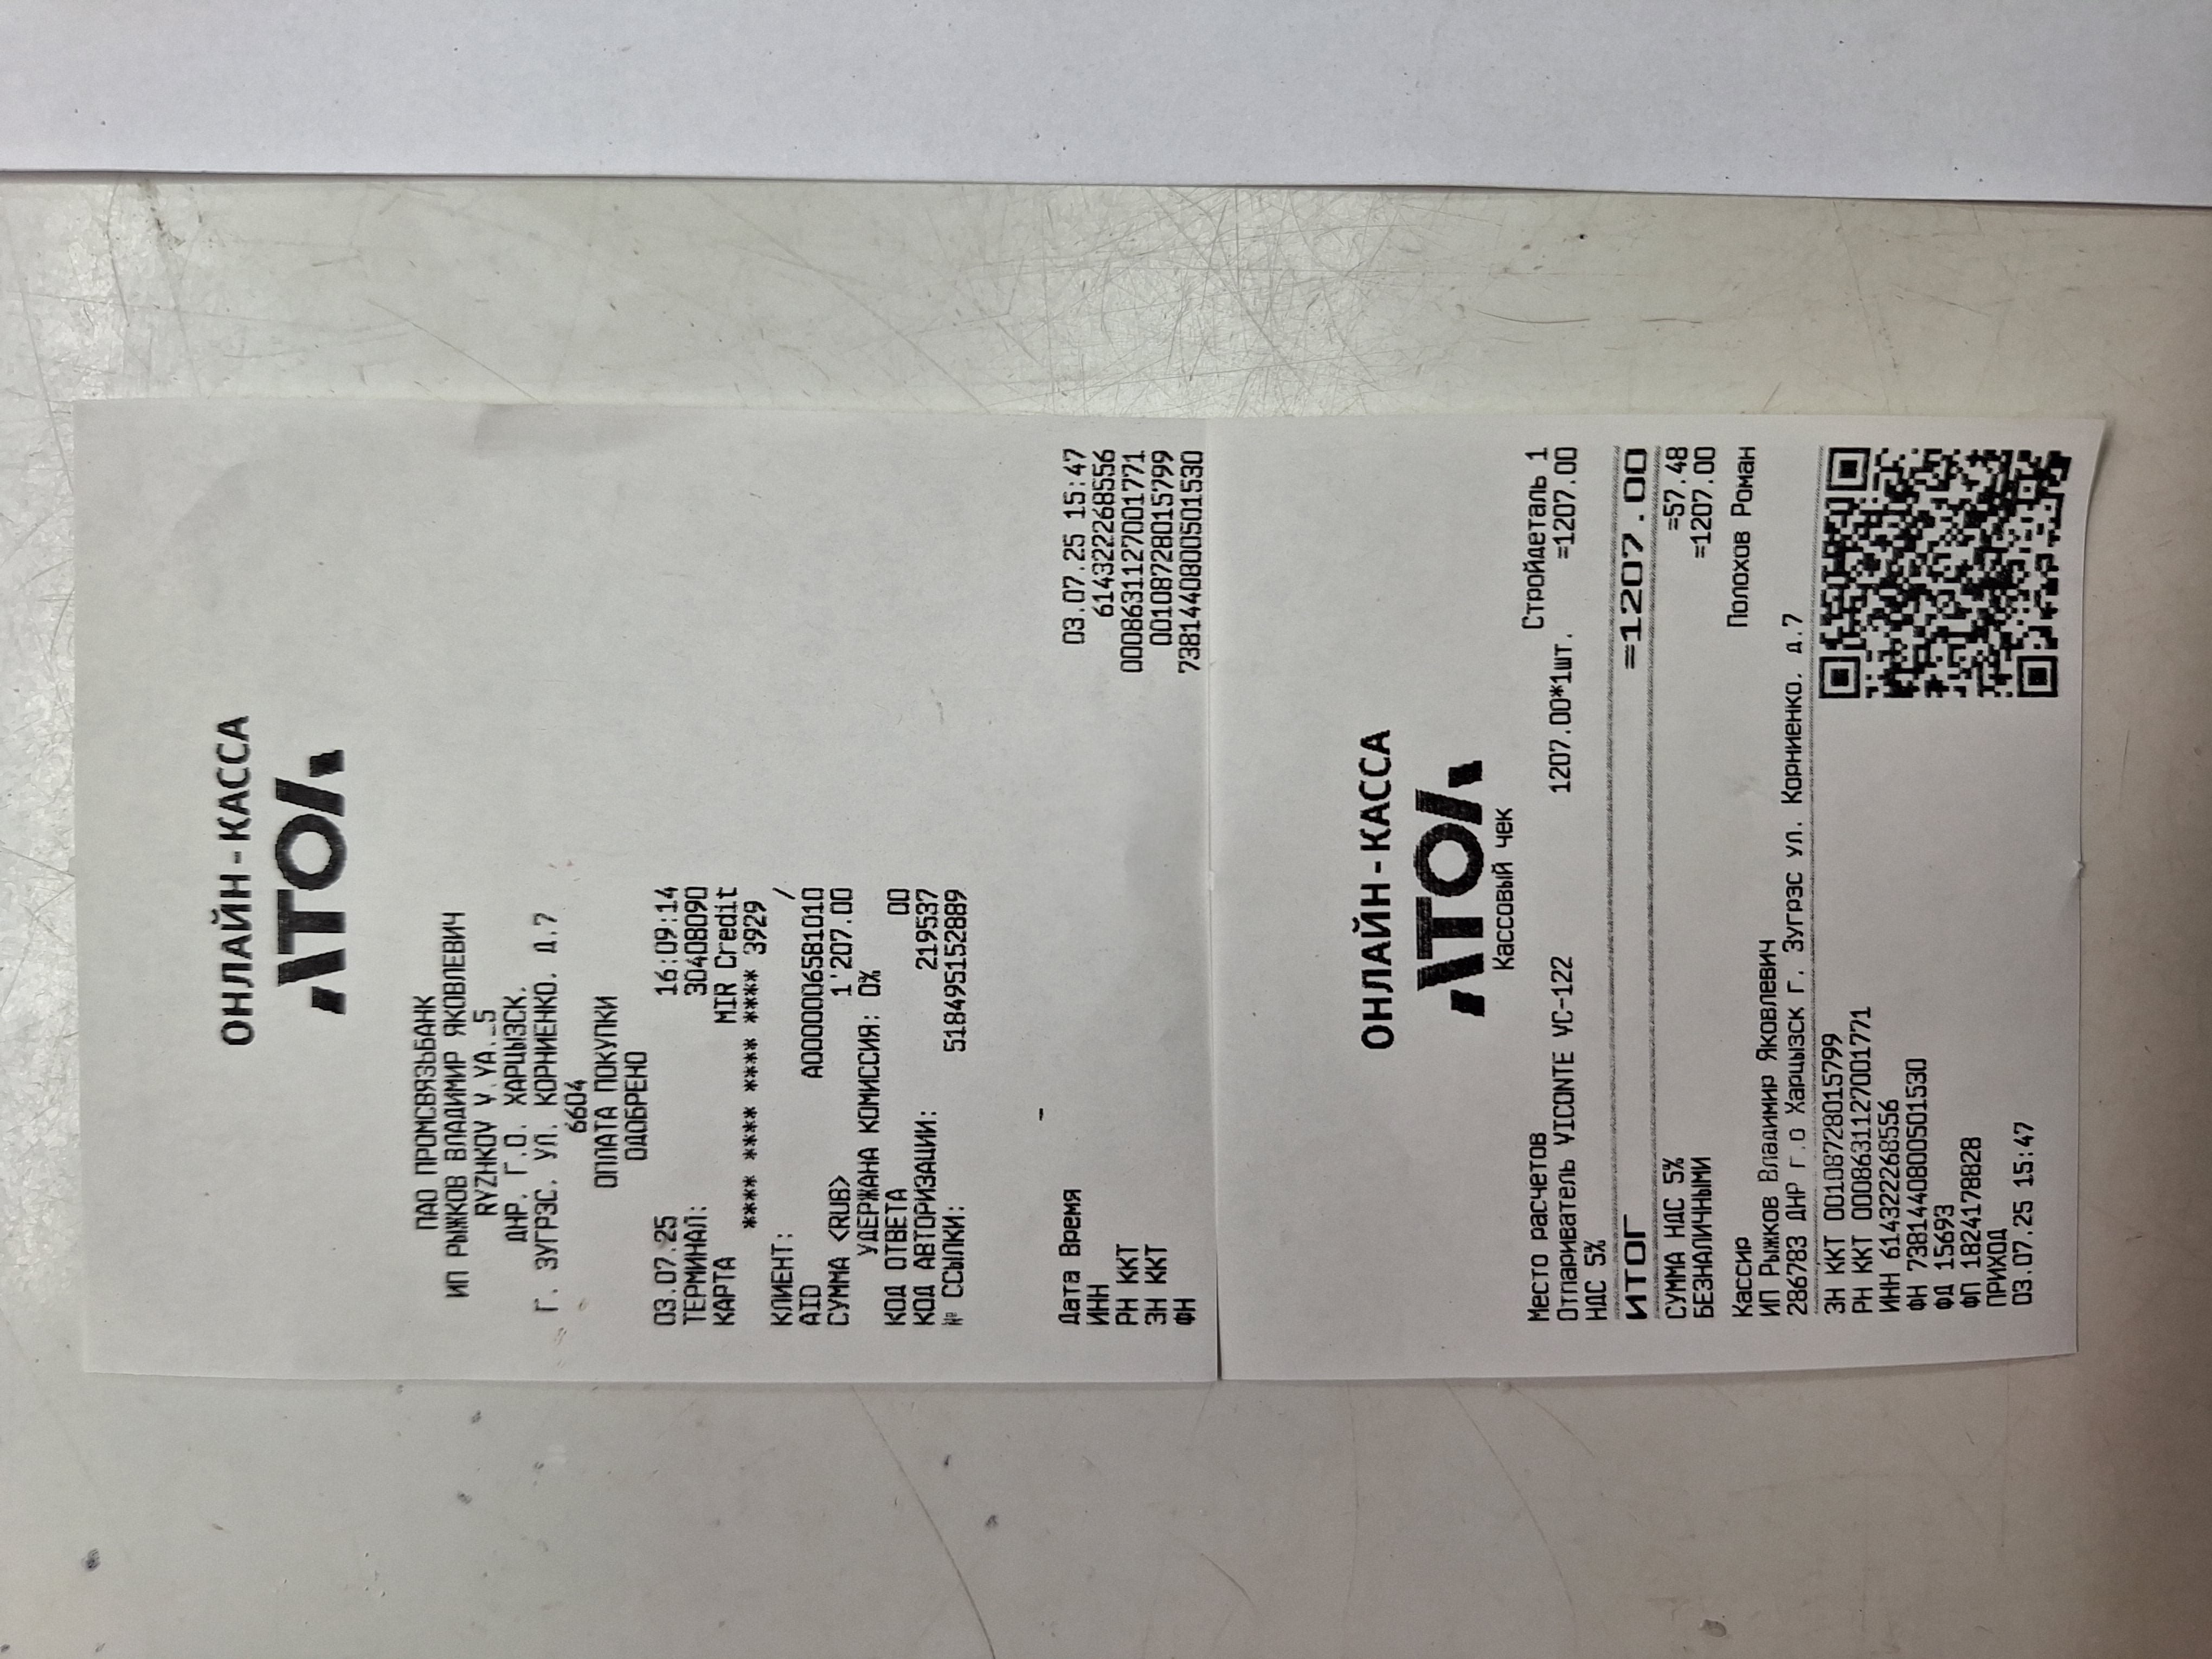 ОНЛАЙН-КАССА
АТОЛ
ПАО ПРОМСВЯЗЬБАНК
ИП РЫЖКОВ ВЛАДИМИР ЯКОВЛЕВИЧ
RYZHKOV V.YA._5
ДНР. Г.О. ХАРЦЫЗСК.
Г. ЗУГРЭС. УЛ. КОРНИЕНКО. Д.7
6604
ОПЛАТА ПОКУПКИ
ОДОБРЕНО
03.07.25 16:09:14
ТЕРМИНАЛ: 30408090
КАРТА MIR Credit
**** **** **** **** 3929
КЛИЕНТ: /
AID A0000006581010
СУММА <RUB> 1'207.00
УДЕРЖАНА КОМИССИЯ: 0%
КОД ОТВЕТА 00
КОД АВТОРИЗАЦИИ: 219537
№ ССЫЛКИ: 518495152889
Дата Время 03.07.25 15:47
ИНН 614322268556
РН ККТ 0008631127001771
ЗН ККТ 00108728015799
ФН 7381440800501530
ОНЛАЙН-КАССА
АТОЛ
Кассовый чек
Место расчетов Стройдеталь 1
Отпариватель VICONTE VC-122 1207.00*1шт. =1207.00
НДС 5%
ИТОГ =1207.00
СУММА НДС 5% =57.48
БЕЗНАЛИЧНЫМИ =1207.00
Кассир Полохов Роман
ИП Рыжков Владимир Яковлевич
286783 ДНР г.о Харцызск г. Зугрэс ул. Корниенко. д.7
ЗН ККТ 00108728015799
РН ККТ 0008631127001771
ИНН 614322268556
ФН 7381440800501530
ФД 15693
ФП 1824178828
ПРИХОД
03.07.25 15:47